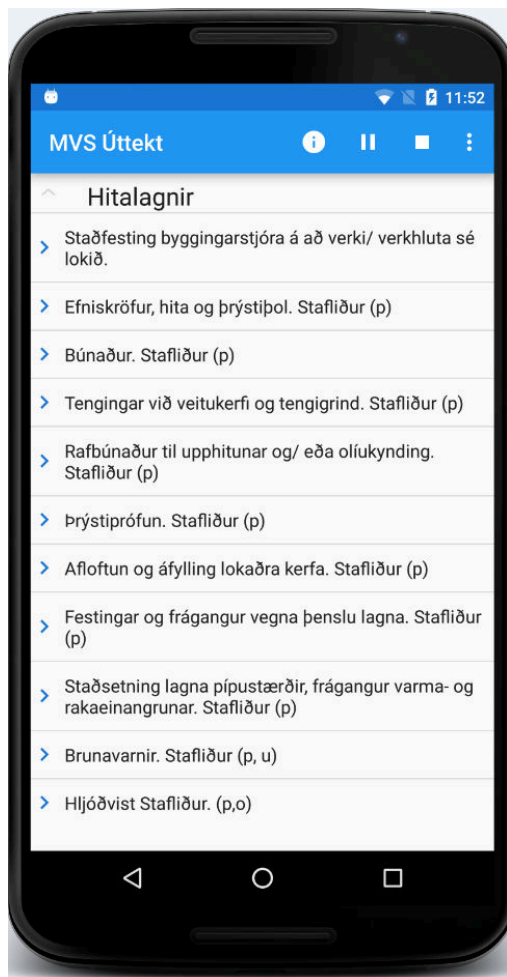 11:52
MVS Úttekt
Hitalagnir
Staðfesting byggingarstjóra á að verki/ verkhluta sé
lokið.
Efniskröfur, hita og þrýstiþol. Stafliður (p)
Búnaður. Stafliður (p)
Tengingar við veitukerfi og tengigrind. Stafliður (p)
Rafbúnaður til upphitunar og/ eða olíukynding.
Stafliður (p)
Þrýstiprófun. Stafliður (p)
Afloftun og áfylling lokaðra kerfa. Stafliður (p)
Festingar og frágangur vegna þenslu lagna. Stafliður
(p)
Staðsetning lagna pípustærðir, frágangur varma- og
rakaeinangrunar. Stafliður (p)
Brunavarnir. Stafliður (p, u)
Hljóðvist Stafliður. (p,o)